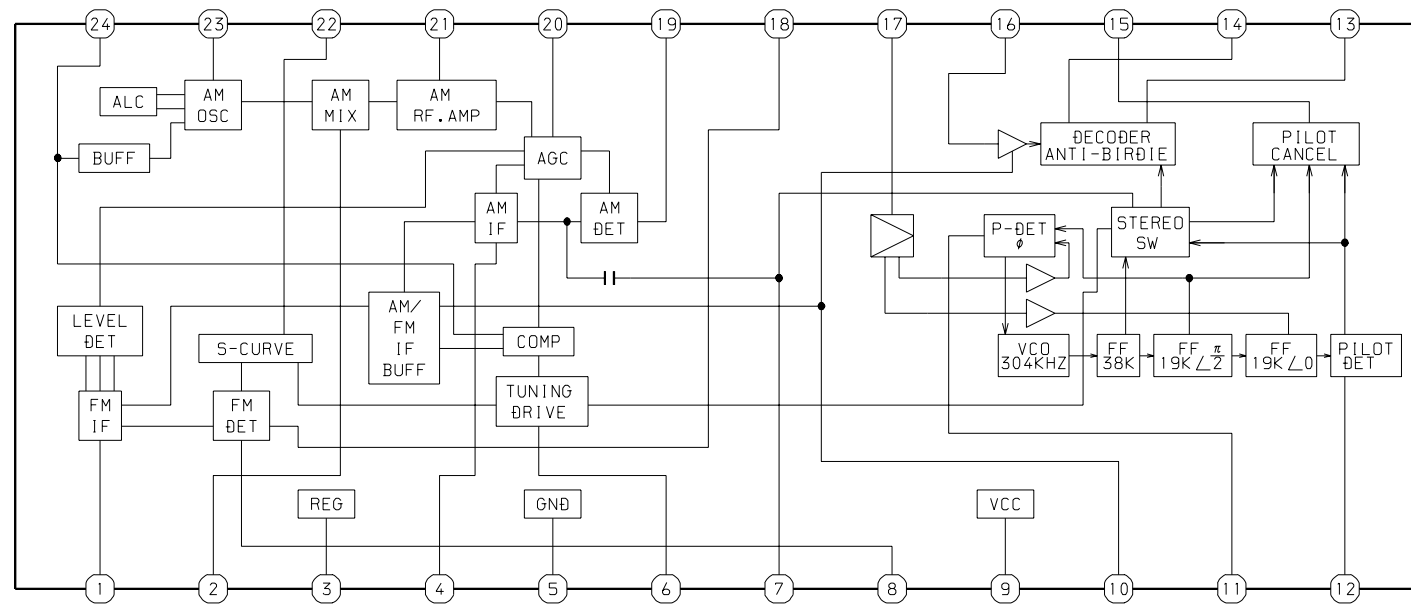 24 23 22 21 20 19 18 17 16 15 14 13
ALC
AM
OSC
AM
MIX
AM
RF.AMP
BUFF
AGC
DECODER
ANTI-BIRDIE
PILOT
CANCEL
AM
IF
AM
DET
P-DET
φ
STEREO
SW
LEVEL
DET
S-CURVE
AM/
FM
IF
BUFF
COMP
VCO
304KHZ
FF
38K
FF π
19K∠2
FF
19K∠0
PILOT
DET
FM
IF
FM
DET
TUNING
DRIVE
REG
GND
VCC
1 2 3 4 5 6 7 8 9 10 11 12